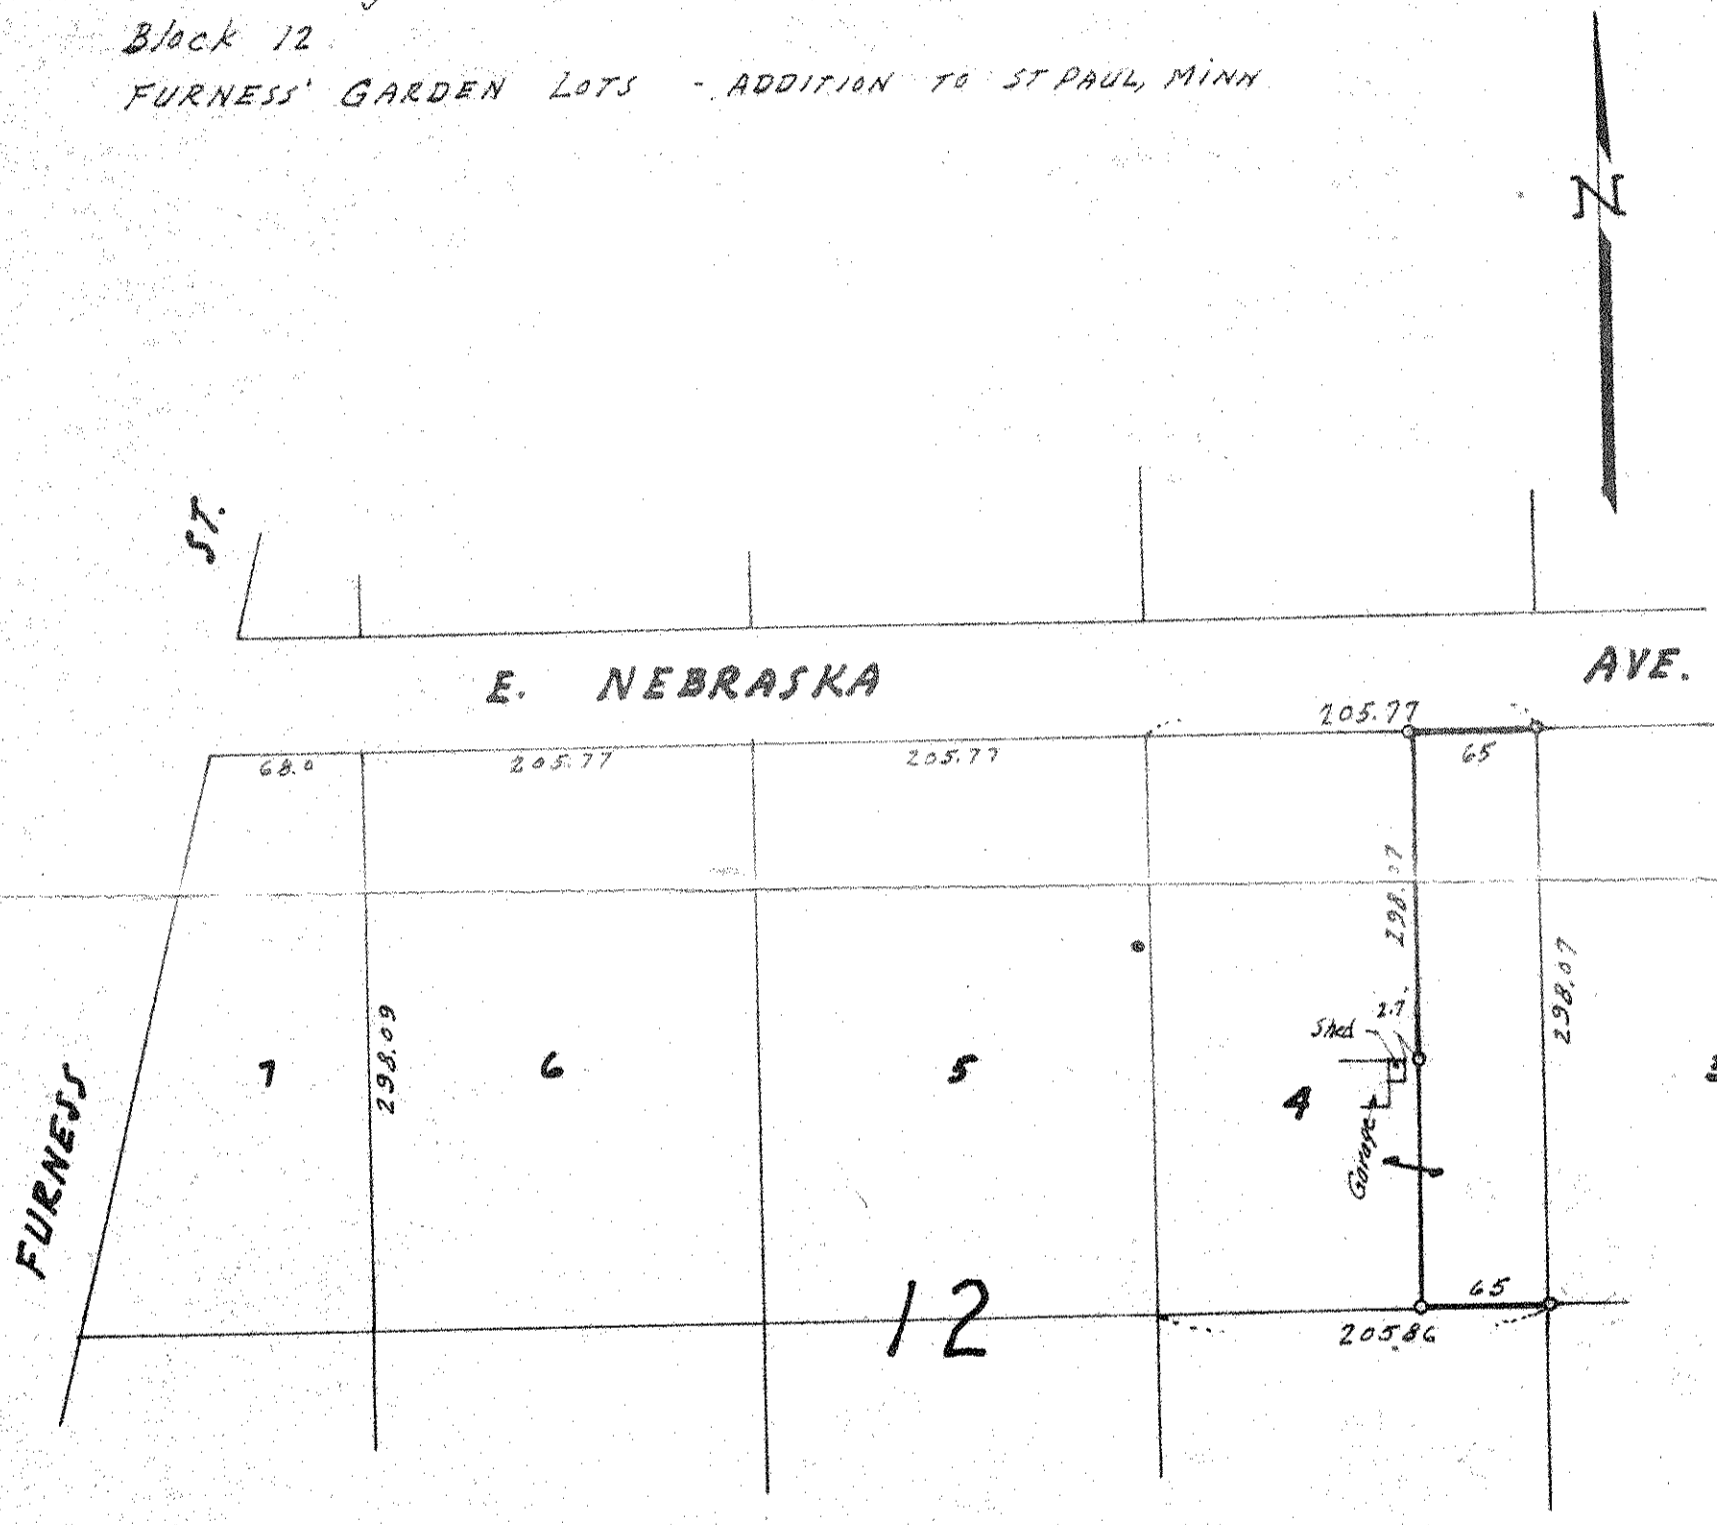 Block 12
FURNESS' GARDEN LOTS - ADDITION TO ST PAUL, MINN
N
ST.
E. NEBRASKA AVE.
205.77
68.0 205.77 205.77 65
298.07
298.07
298.09
Shed 2.7
7 6 5 4
Garage
FURNESS
12
65
205.86